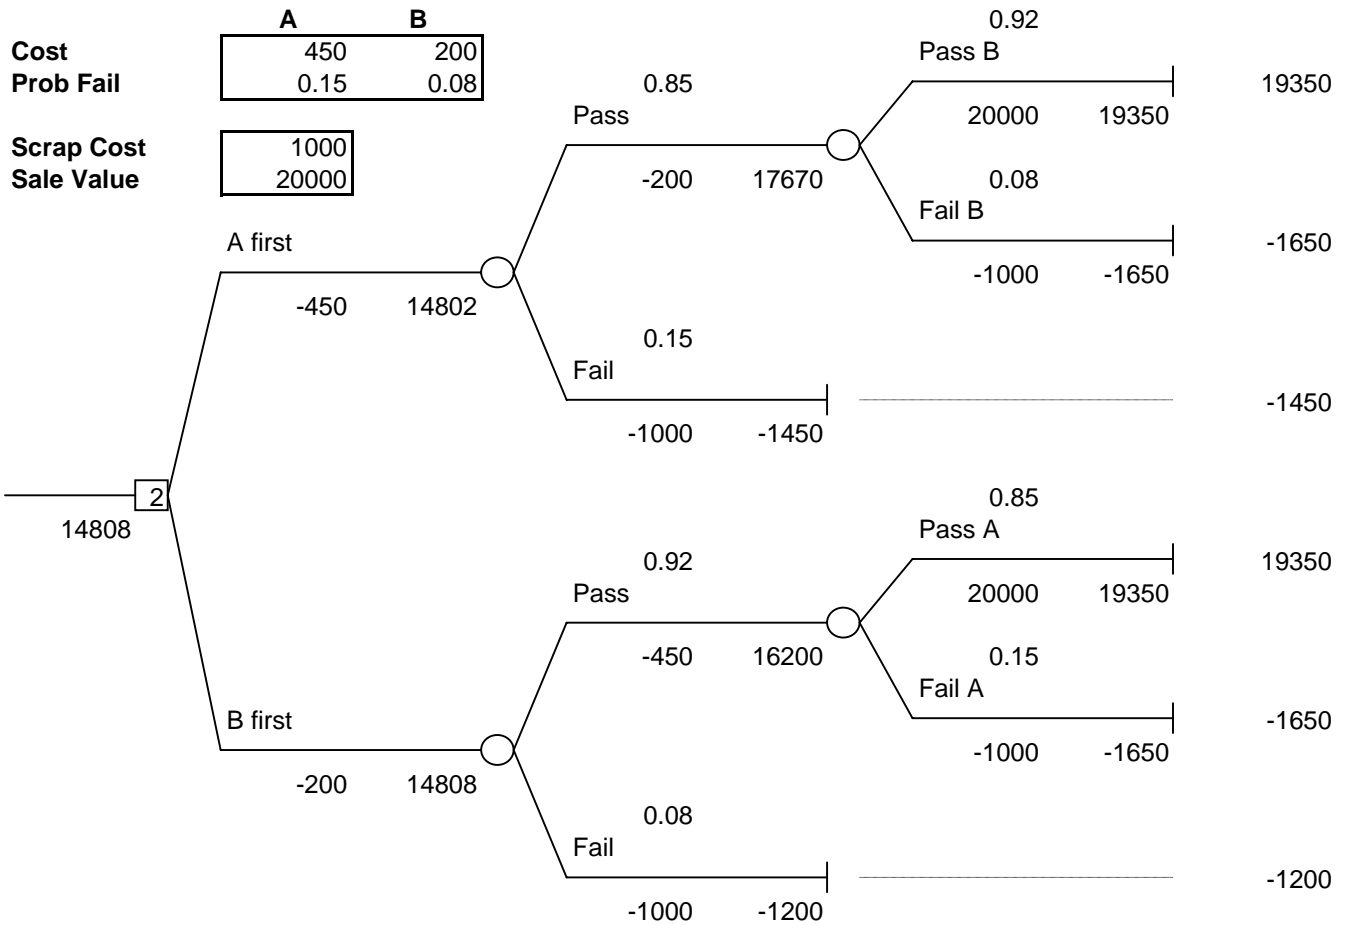 A B 0.92
Cost 450 200 Pass B
Prob Fail 0.15 0.08 0.85 19350
Pass 20000 19350
Scrap Cost 1000
Sale Value 20000 -200 17670 0.08
Fail B
A first -1650
-1000 -1650
-450 14802
0.15
Fail
-1450
-1000 -1450
2 0.85
14808 Pass A
0.92 19350
Pass 20000 19350
-450 16200 0.15
Fail A
B first -1650
-1000 -1650
-200 14808
0.08
Fail
-1200
-1000 -1200